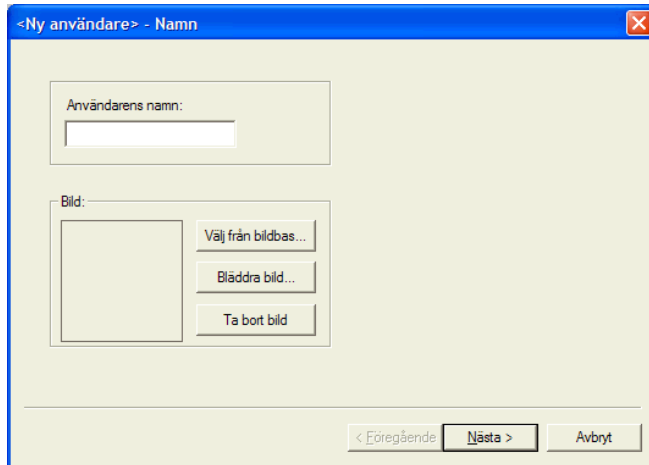 <Ny användare> - Namn
Användarens namn:
Bild:
Välj från bildbas...
Bläddra bild...
Ta bort bild
< Föregående
Nästa >
Avbryt